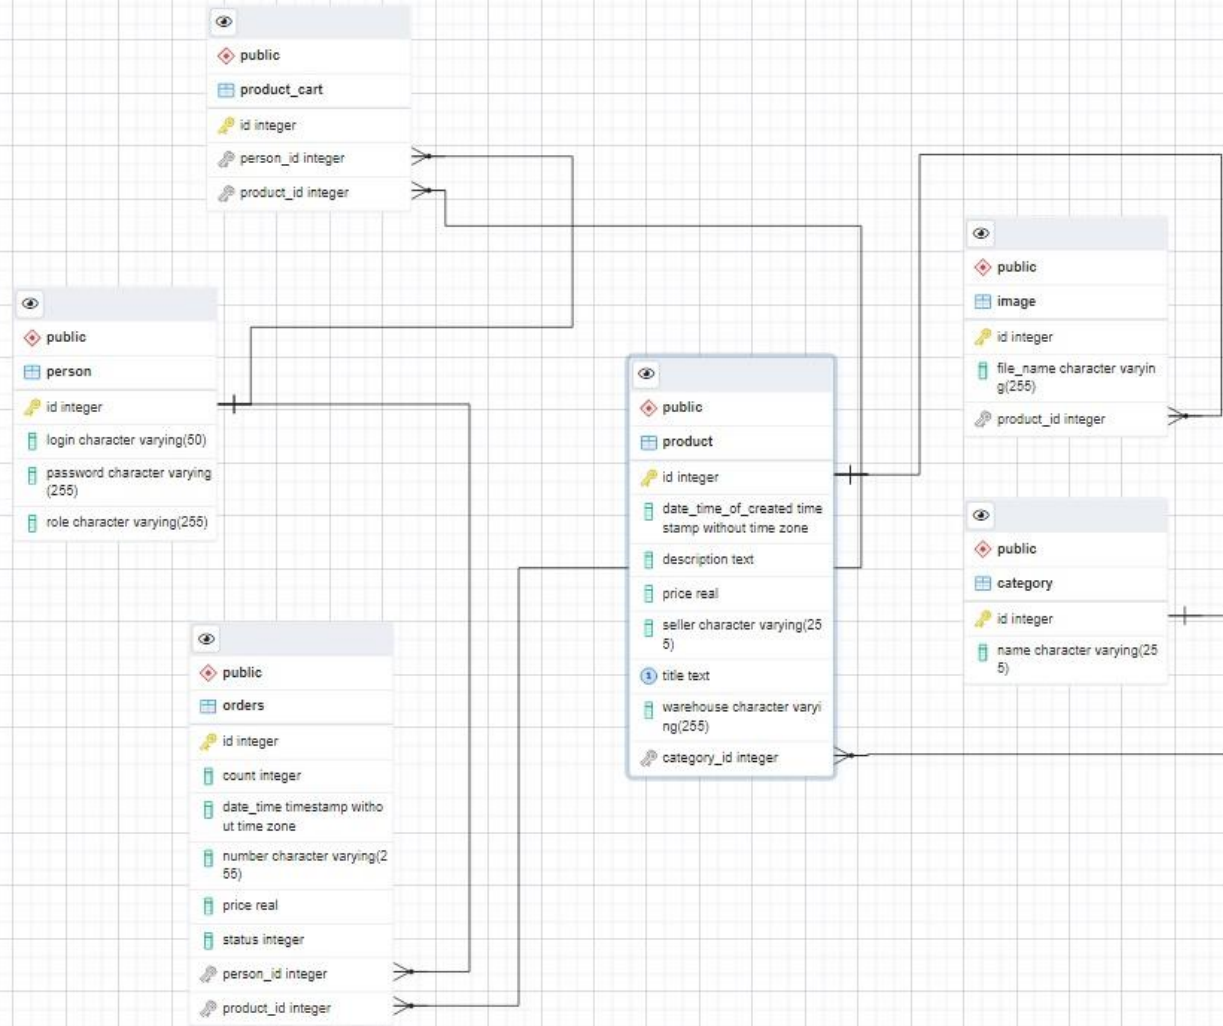 public
product_cart
id integer
person_id integer
product_id integer
public
person
id integer
login character varying(50)
password character varying
(255)
role character varying(255)
public
orders
id integer
count integer
date_time timestamp witho
ut time zone
number character varying(2
55)
price real
status integer
person_id integer
product_id integer
public
product
id integer
date_time_of_created time
stamp without time zone
description text
price real
seller character varying(25
5)
1
title text
warehouse character varyi
ng(255)
category_id integer
public
image
id integer
file_name character varyin
g(255)
product_id integer
public
category
id integer
name character varying(25
5)